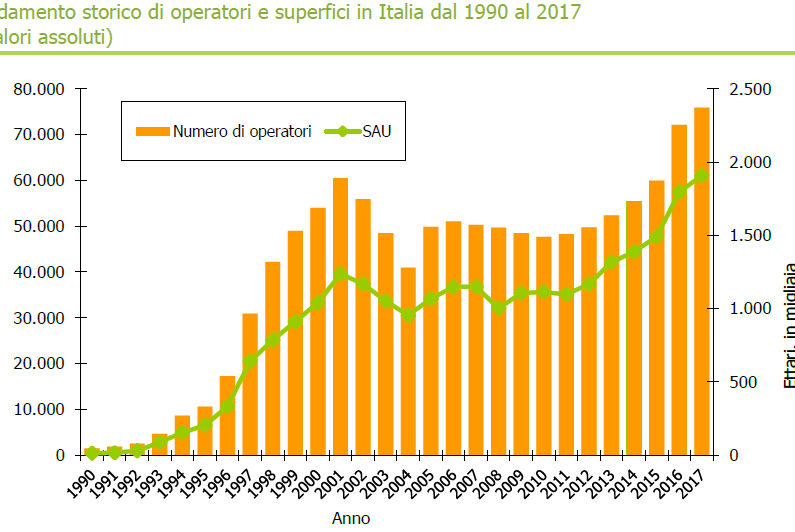 damento storico di operatori e superfici in Italia dal 1990 al 2017
alori assoluti)
80.000
70.000
60.000
50.000
40.000
30.000
20.000
10.000
0
2.500
2.000
1.500
1.000
500
0
Numero di operatori SAU
Ettari, in migliaia
1990 1991 1992 1993 1994 1995 1996 1997 1998 1999 2000 2001 2002 2003 2004 2005 2006 2007 2008 2009 2010 2011 2012 2013 2014 2015 2016 2017
Anno